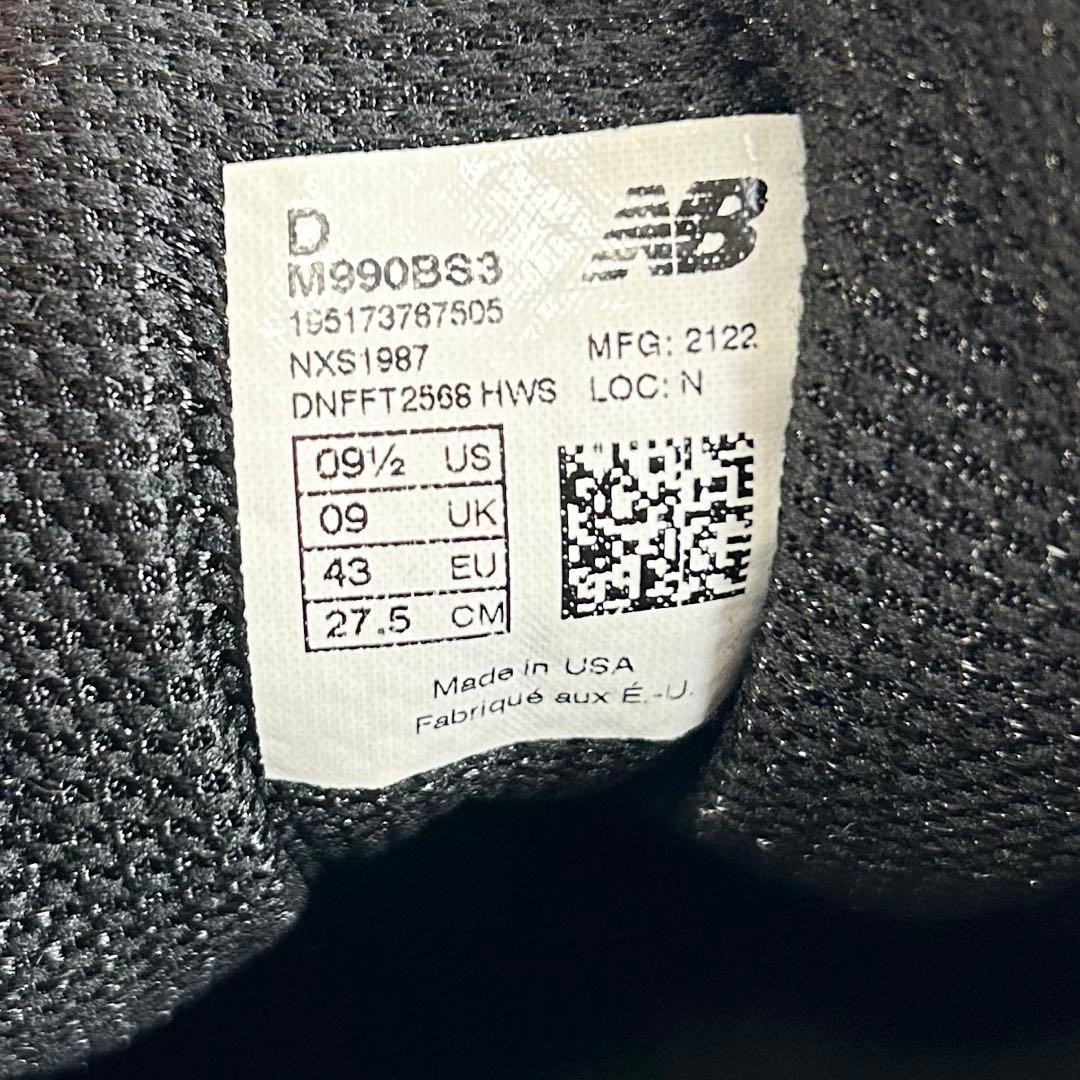 D
NB
M990BS3
195173787505
NXS1987
MFG: 2122
DNFFT2568 HWS
LOC: N
09½ US
09 UK
43 EU
27.5 CM
Made in USA
Fabriqué aux É.-U.